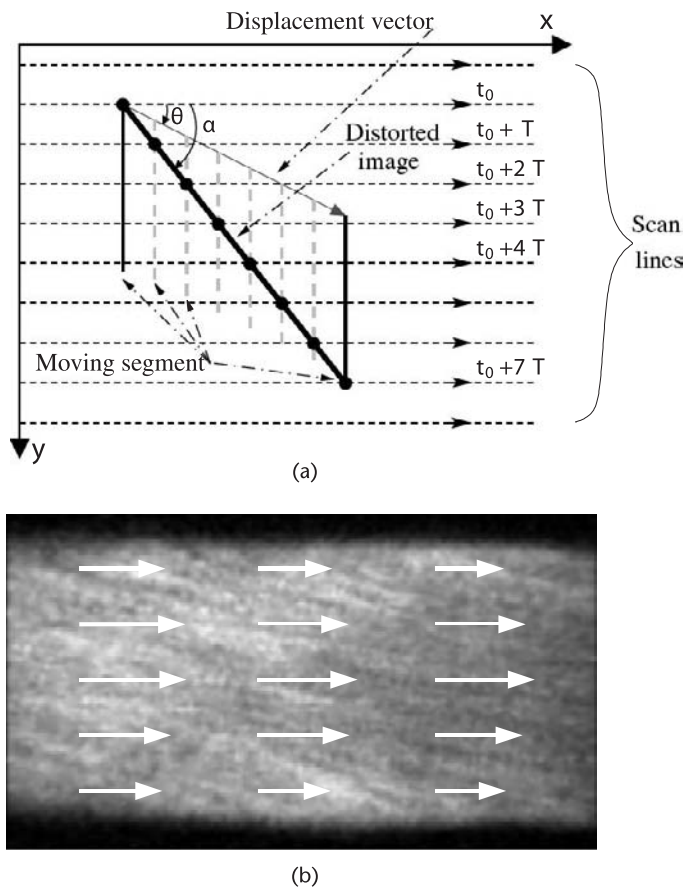 Displacement vector
x
t0
θ
α
t0 + T
Distorted
image
t0 +2 T
t0 +3 T
Scan
lines
t0 +4 T
Moving segment
t0 +7 T
y
(a)
(b)